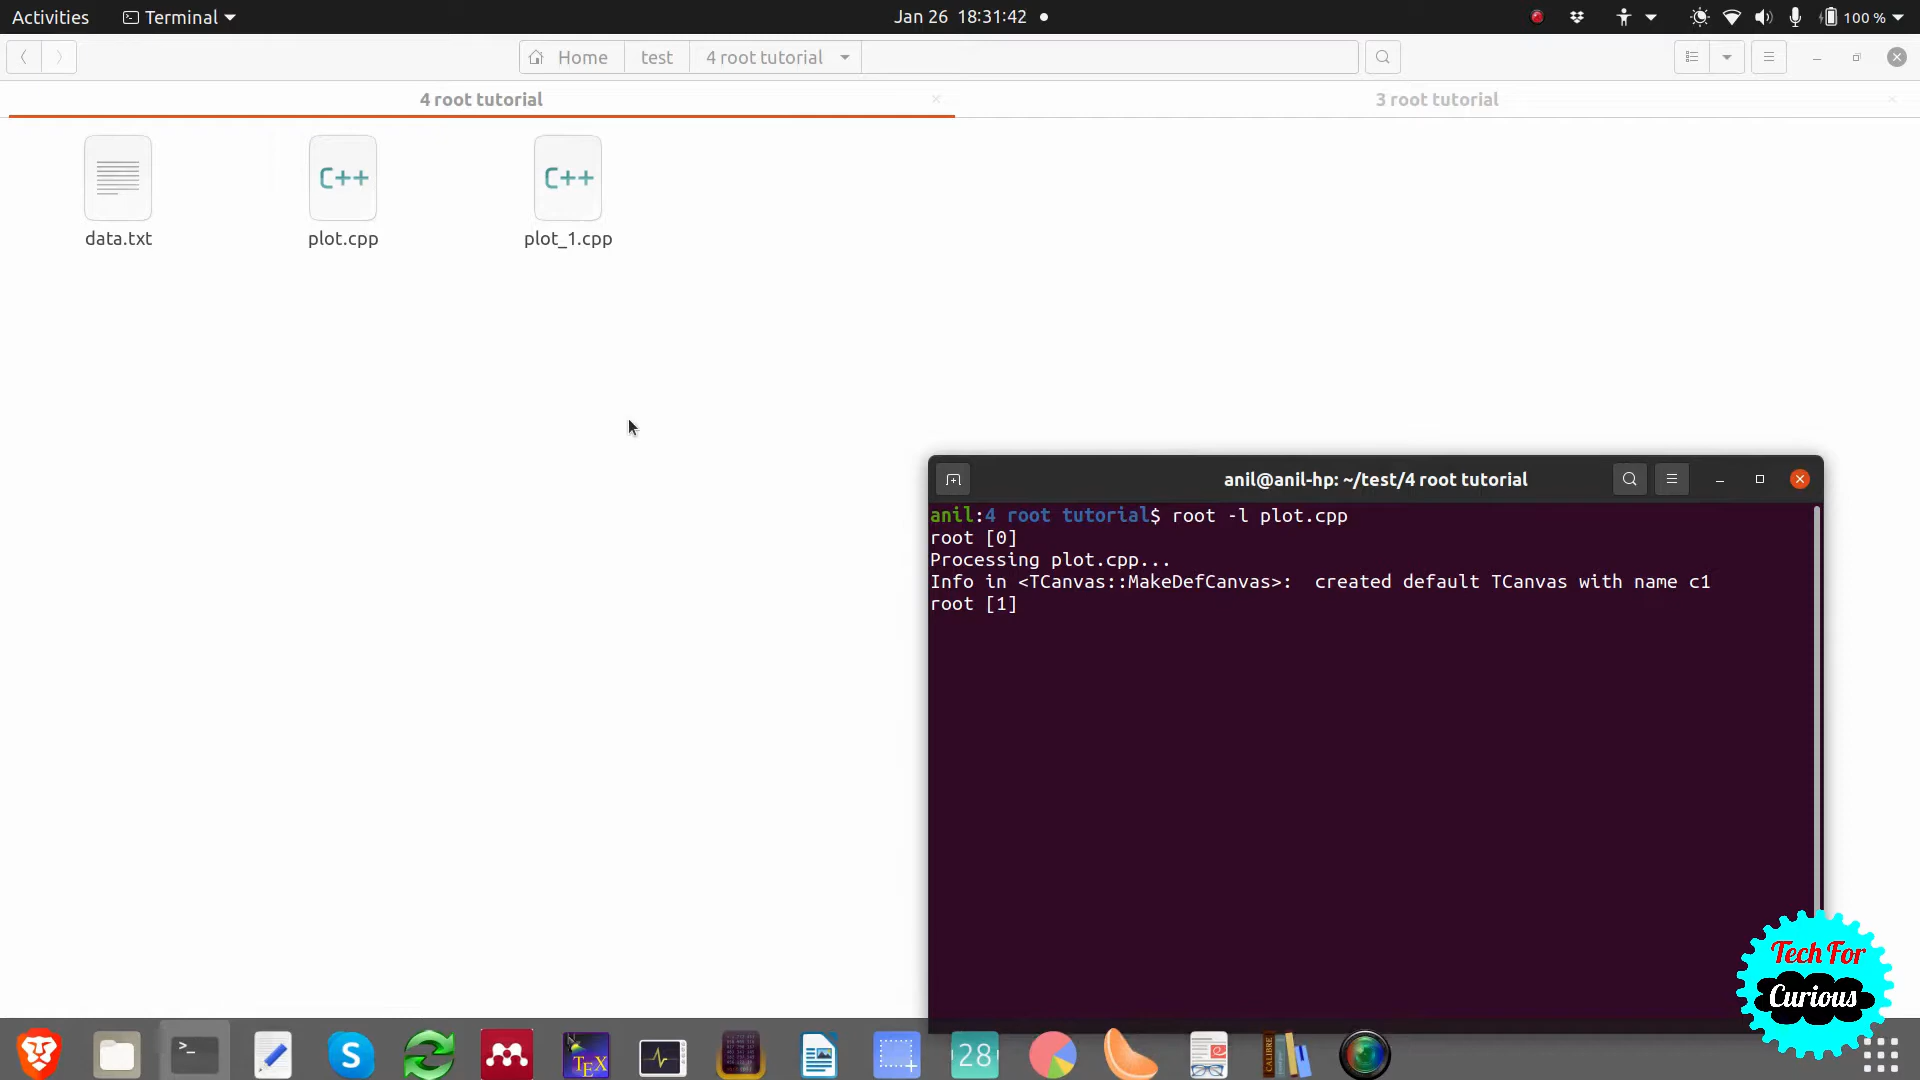 Activities
Terminal
Jan 26 18:31:42
100 %
Home
test
4 root tutorial
4 root tutorial
3 root tutorial
C++
C++
data.txt
plot.cpp
plot_1.cpp
anil@anil-hp: ~/test/4 root tutorial
anil:4 root tutorial$ root -l plot.cpp
root [0]
Processing plot.cpp...
Info in <TCanvas::MakeDefCanvas>:  created default TCanvas with name c1
root [1]
Tech For
Curious
>_
S
TEX
28
CALIBRE